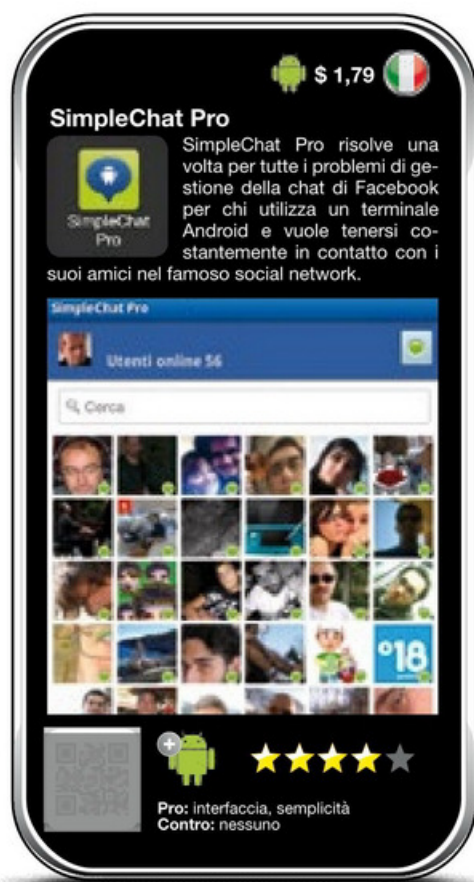 $ 1,79
SimpleChat Pro
SimpleChat Pro risolve una
volta per tutte i problemi di ge-
stione della chat di Facebook
per chi utilizza un terminale
Android e vuole tenersi co-
stantemente in contatto con i
suoi amici nel famoso social network.
SimpleChat
Pro
SimpleChat Pro
Utenti online 56
Cerca
°18
Pro: interfaccia, semplicità
Contro: nessuno